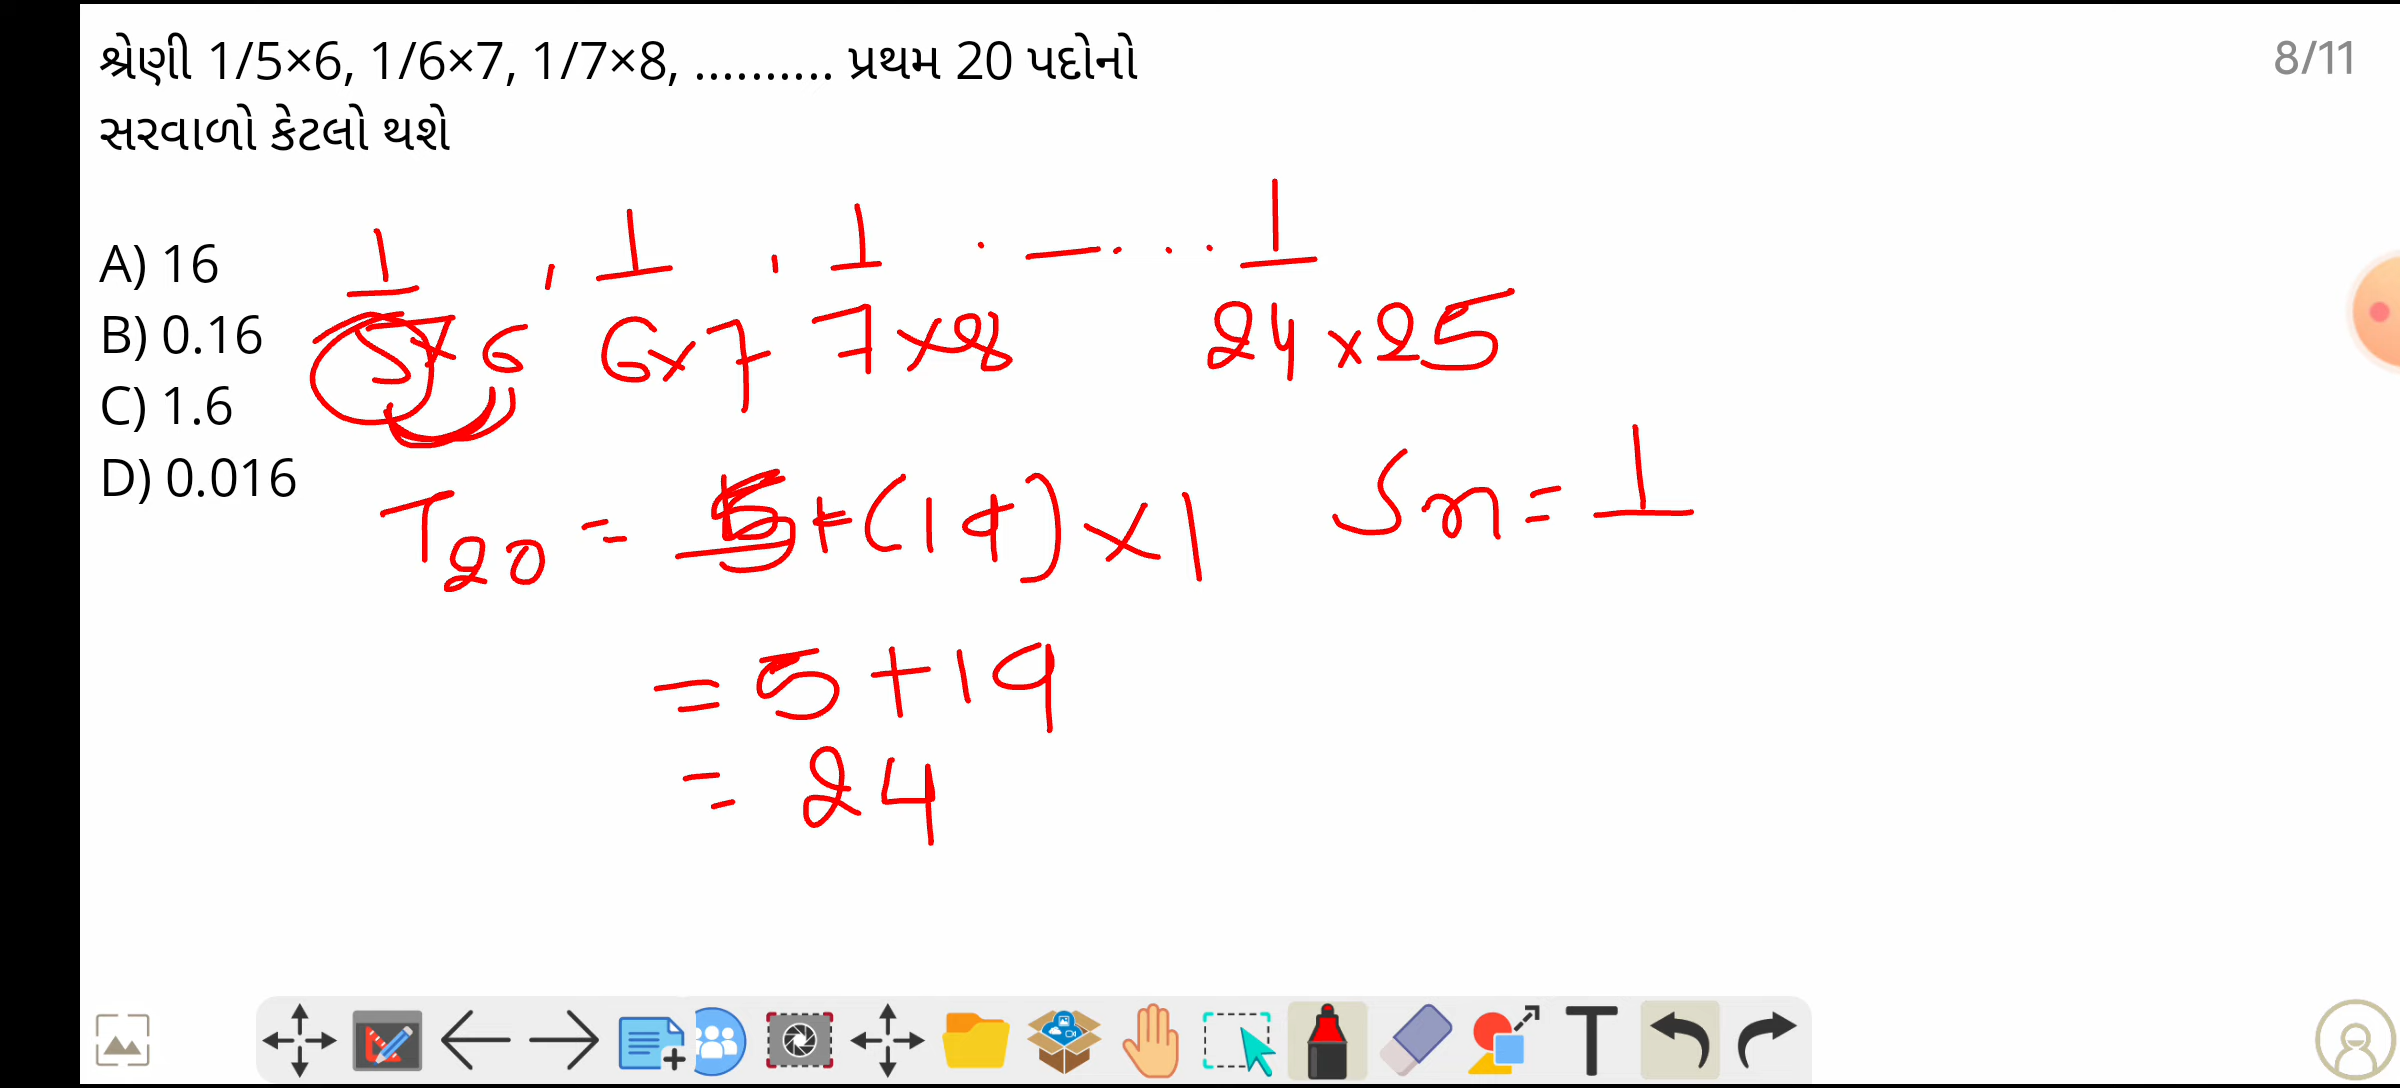 શ્રેણી 1/5×6, 1/6×7, 1/7×8, .......... પ્રથમ 20 પદોનો
8/11
સરવાળો કેટલો થશે
A) 16
B) 0.16
C) 1.6
D) 0.016
1/5×6 , 1/6×7 , 1/7×8 . — . . . 1/24×25
T20 = 5+(19)×1
Sn = 1
= 5+19
= 24
T